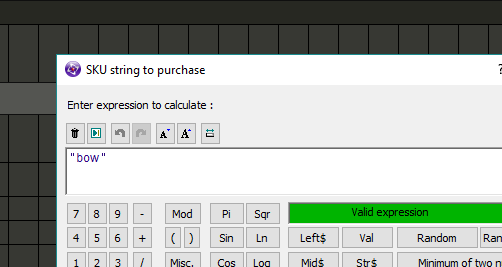 SKU string to purchase ?
Enter expression to calculate :
A A
"bow"
7 8 9 - Mod Pi Sqr Valid expression
4 5 6 + ( ) Sin Ln Left$ Val Random Ran
1 2 3 / Misc. Cos Log Mid$ Str$ Minimum of two n